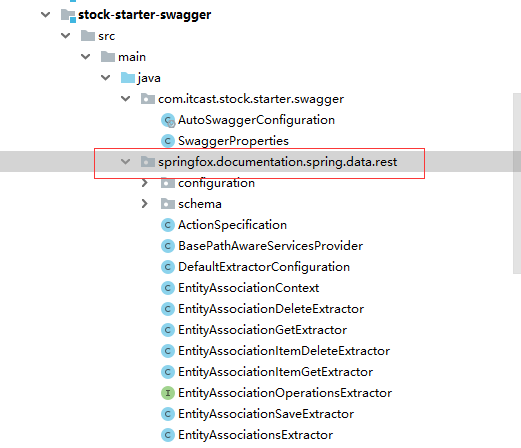 stock-starter-swagger
src
main
java
com.itcast.stock.starter.swagger
AutoSwaggerConfiguration
SwaggerProperties
springfox.documentation.spring.data.rest
configuration
schema
ActionSpecification
BasePathAwareServicesProvider
DefaultExtractorConfiguration
EntityAssociationContext
EntityAssociationDeleteExtractor
EntityAssociationGetExtractor
EntityAssociationItemDeleteExtractor
EntityAssociationItemGetExtractor
EntityAssociationOperationsExtractor
EntityAssociationSaveExtractor
EntityAssociationsExtractor